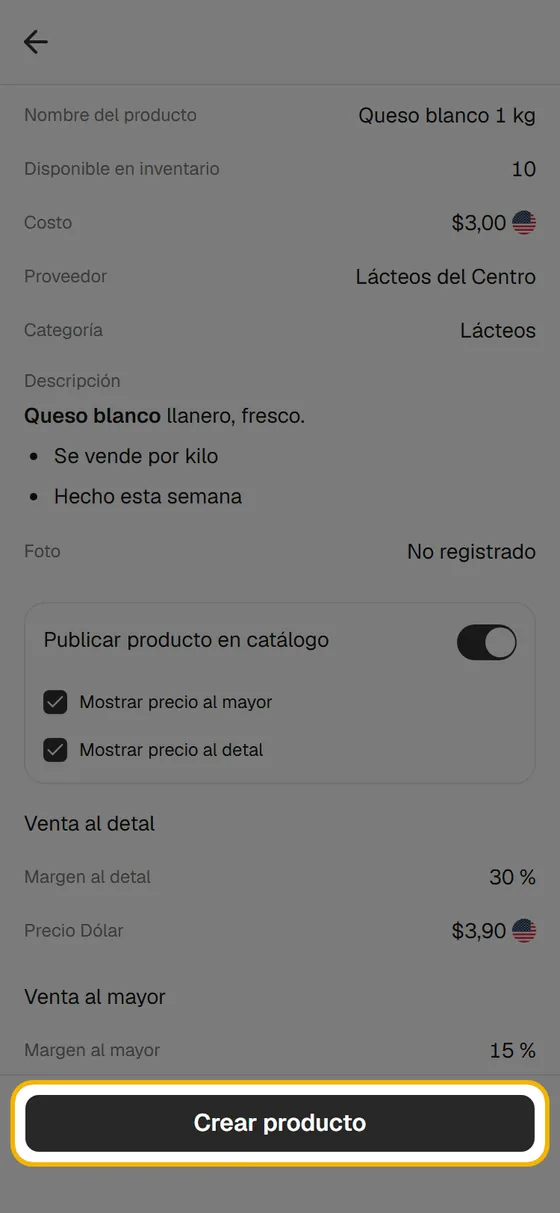 Nombre del producto Queso blanco 1 kg
Disponible en inventario 10
Costo $3,00
Proveedor Lácteos del Centro
Categoría Lácteos
Descripción
Queso blanco llanero, fresco.
• Se vende por kilo
• Hecho esta semana
Foto No registrado
Publicar producto en catálogo
Mostrar precio al mayor
Mostrar precio al detal
Venta al detal
Margen al detal 30 %
Precio Dólar $3,90
Venta al mayor
Margen al mayor 15 %
Crear producto